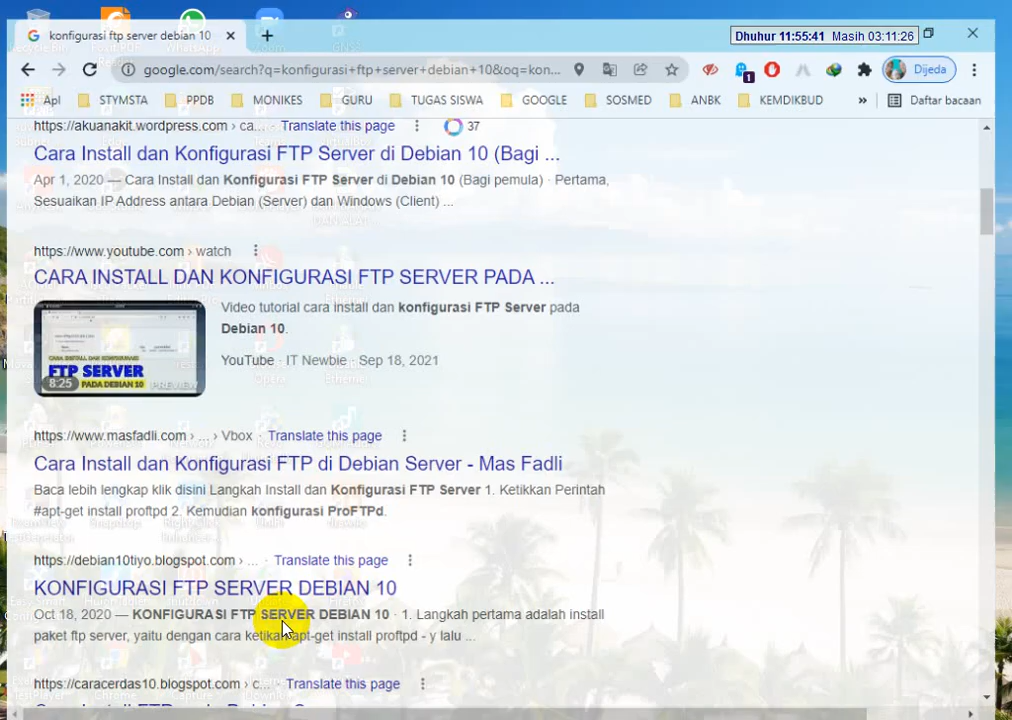 konfigurasi ftp server debian 10
Dhuhur 11:55:41 Masih 03:11:26
google.com/search?q=konfigurasi+ftp+server+debian+10&oq=kon...
1
Dijeda
Apl
STYMSTA
PPDB
MONIKES
GURU
TUGAS SISWA
GOOGLE
SOSMED
ANBK
KEMDIKBUD
»
Daftar bacaan
https://akuanakit.wordpress.com › ca... Translate this page
37
Cara Install dan Konfigurasi FTP Server di Debian 10 (Bagi ...
Apr 1, 2020 — Cara Install dan Konfigurasi FTP Server di Debian 10 (Bagi pemula) · Pertama,
Sesuaikan IP Address antara Debian (Server) dan Windows (Client) ...
https://www.youtube.com › watch
CARA INSTALL DAN KONFIGURASI FTP SERVER PADA ...
Video tutorial cara install dan konfigurasi FTP Server pada
Debian 10.
YouTube · IT Newbie · Sep 18, 2021
CARA INSTALL DAN KONFIGURASI
FTP SERVER
PADA DEBIAN 10
8:25
PREVIEW
https://www.masfadli.com › ... › Vbox · Translate this page
Cara Install dan Konfigurasi FTP di Debian Server - Mas Fadli
Baca lebih lengkap klik disini Langkah Install dan Konfigurasi FTP Server 1. Ketikkan Perintah
#apt-get install proftpd 2. Kemudian konfigurasi ProFTPd.
https://debian10tiyo.blogspot.com › ... · Translate this page
KONFIGURASI FTP SERVER DEBIAN 10
Oct 18, 2020 — KONFIGURASI FTP SERVER DEBIAN 10 · 1. Langkah pertama adalah install
paket ftp server, yaitu dengan cara ketikan apt-get install proftpd - y lalu ...
https://caracerdas10.blogspot.com › c... Translate this page